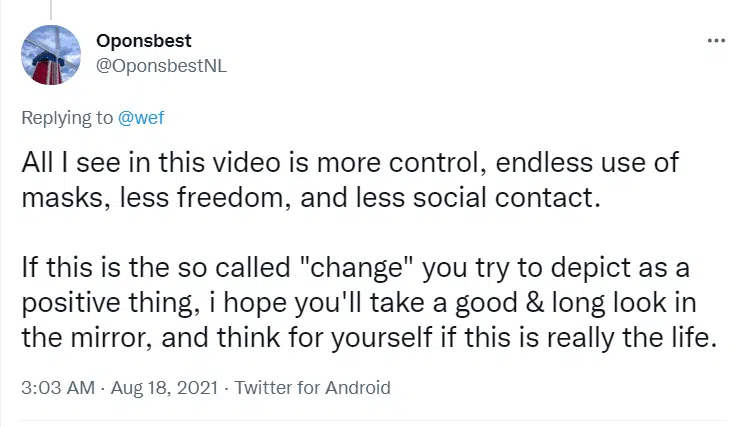 Oponsbest
@OponsbestNL
Replying to @wef
All I see in this video is more control, endless use of
masks, less freedom, and less social contact.
If this is the so called "change" you try to depict as a
positive thing, i hope you'll take a good & long look in
the mirror, and think for yourself if this is really the life.
3:03 AM · Aug 18, 2021 · Twitter for Android